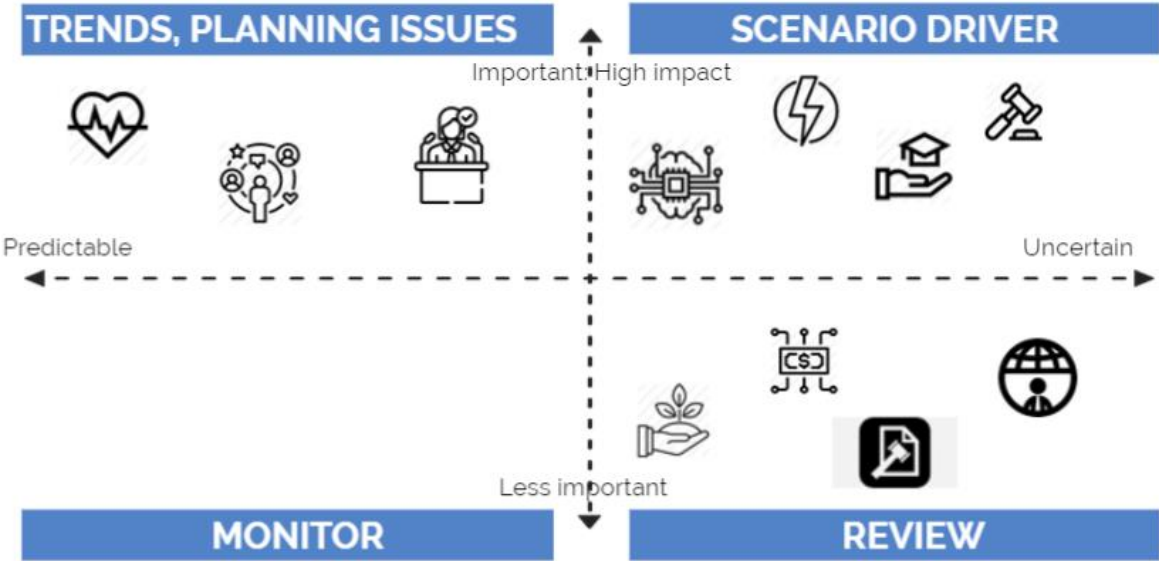 TRENDS, PLANNING ISSUES
SCENARIO DRIVER
Important: High impact
Predictable
Uncertain
$
Less important
MONITOR
REVIEW